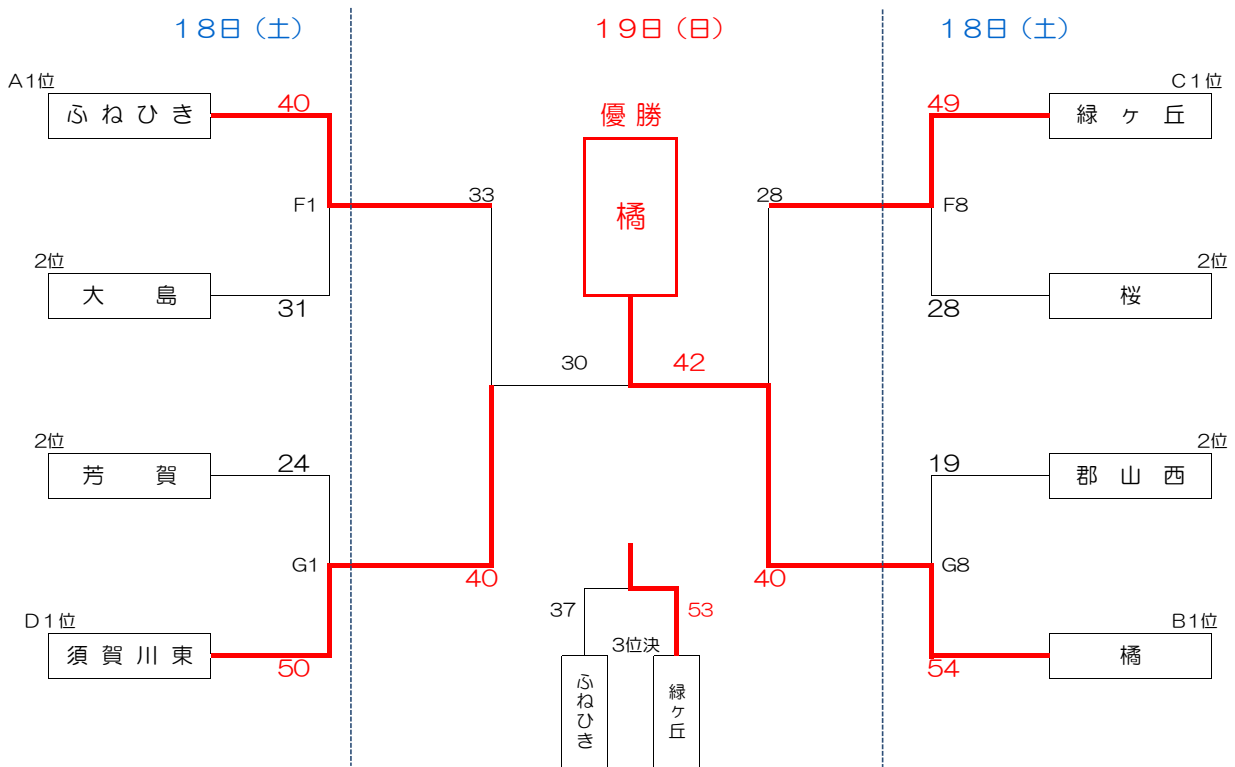 18日(土)
19日(日)
18日(土)
A1位
C1位
ふねひき
40
優勝
49
緑ヶ丘
33
橘
28
F1
F8
2位
2位
大島
31
28
桜
30
42
2位
2位
芳賀
24
19
郡山西
G1
40
40
G8
37
53
D1位
B1位
3位決
須賀川東
50
54
橘
ふねひき
緑ヶ丘